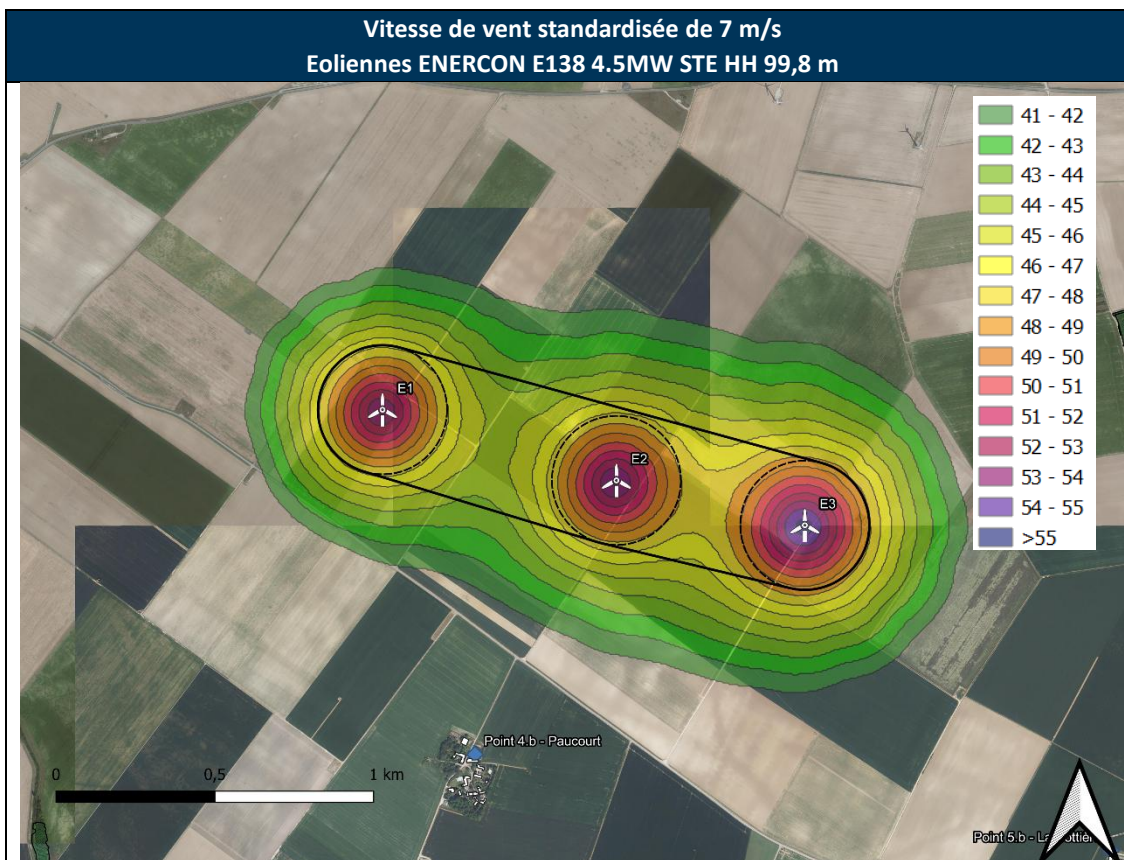 Vitesse de vent standardisée de 7 m/s
Eoliennes ENERCON E138 4.5MW STE HH 99,8 m
41 - 42
42 - 43
43 - 44
44 - 45
45 - 46
46 - 47
47 - 48
48 - 49
49 - 50
50 - 51
51 - 52
52 - 53
53 - 54
54 - 55
>55
E1
E2
E3
Point 4.b - Paucourt
0 0,5 1 km
Point 5.b -